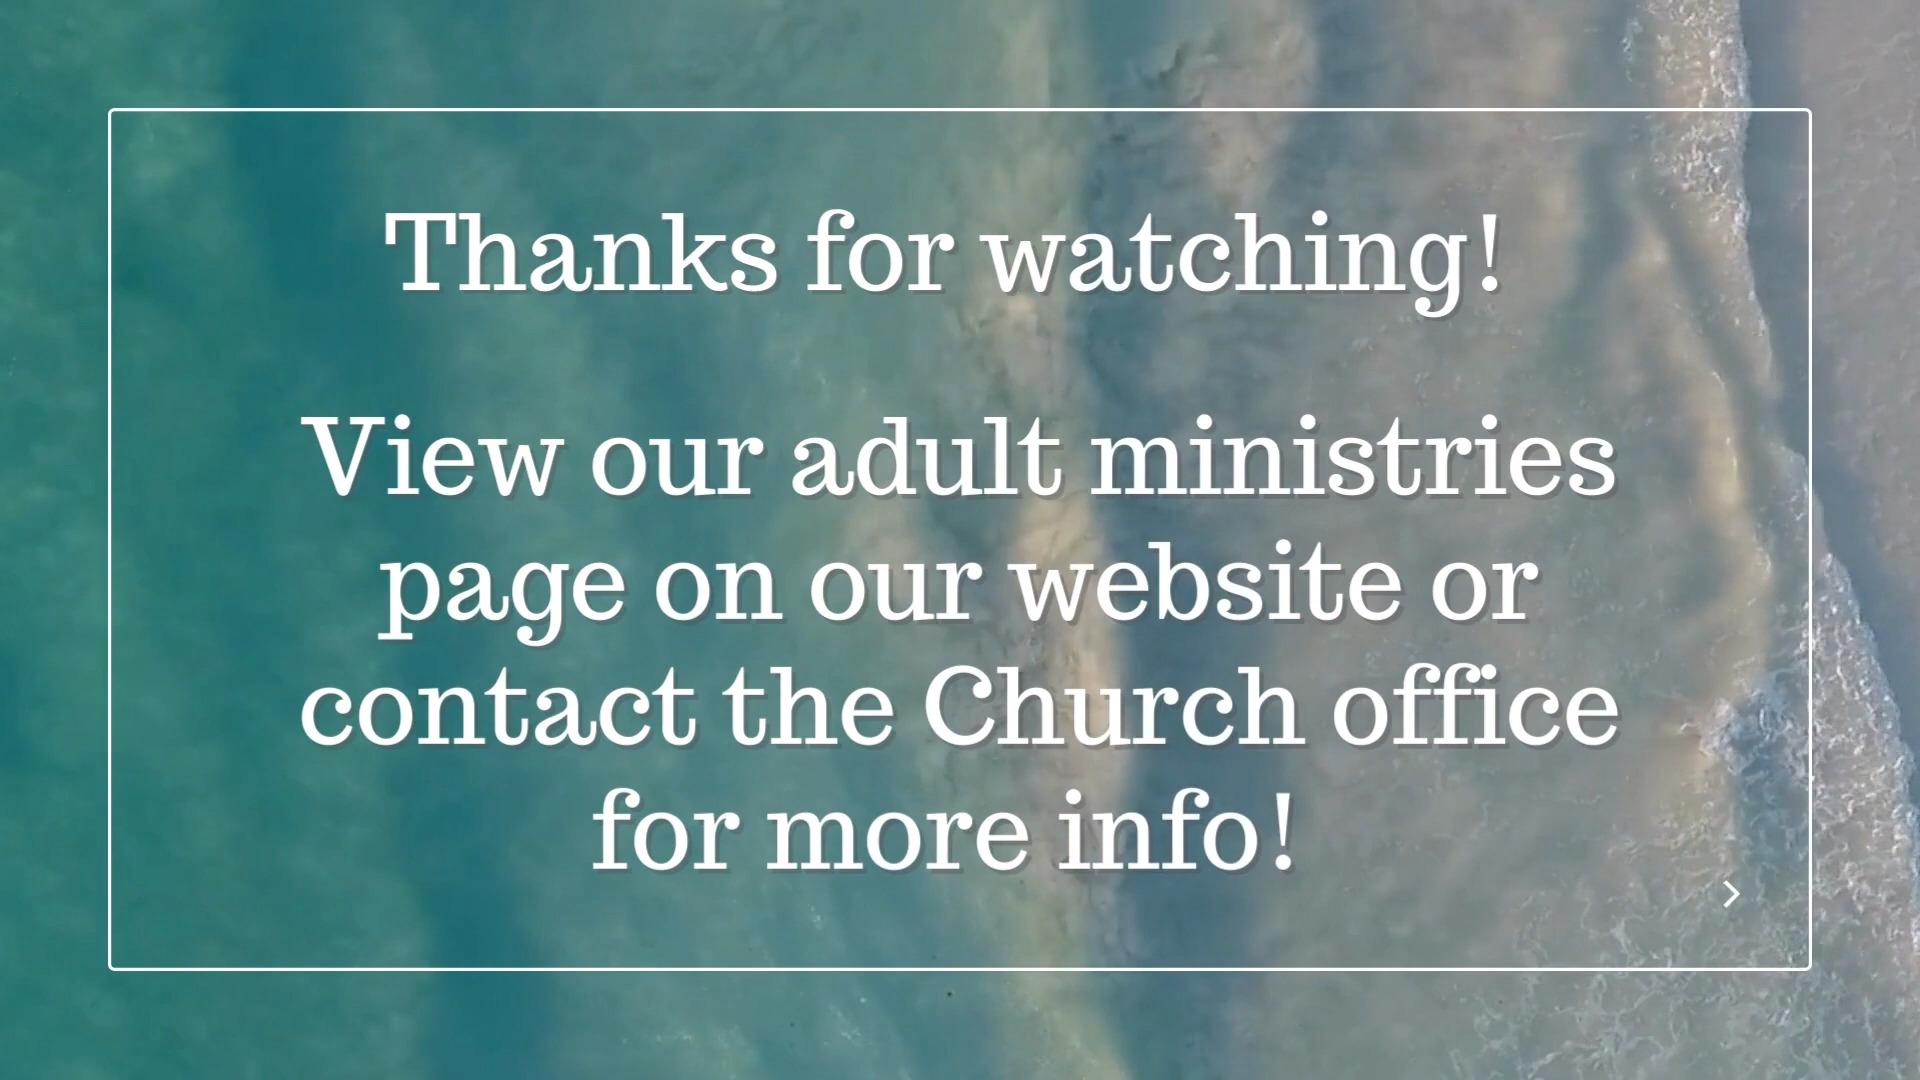 Thanks for watching!
View our adult ministries
page on our website or
contact the Church office
for more info!